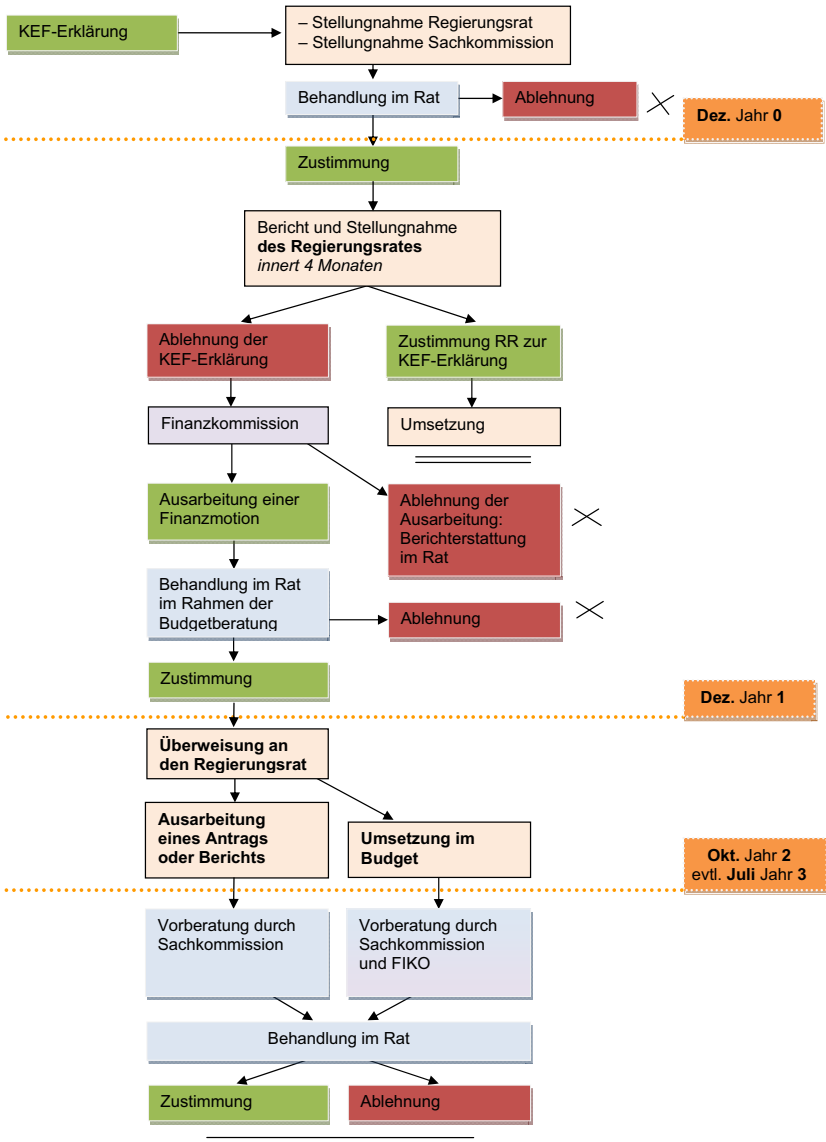 KEF-Erklärung
– Stellungnahme Regierungsrat
– Stellungnahme Sachkommission
Behandlung im Rat
Ablehnung
Dez. Jahr 0
Zustimmung
Bericht und Stellungnahme
des Regierungsrates
innert 4 Monaten
Ablehnung der
KEF-Erklärung
Zustimmung RR zur
KEF-Erklärung
Finanzkommission
Umsetzung
Ausarbeitung einer
Finanzmotion
Ablehnung der
Ausarbeitung:
Berichterstattung
im Rat
Behandlung im Rat
im Rahmen der
Budgetberatung
Ablehnung
Zustimmung
Dez. Jahr 1
Überweisung an
den Regierungsrat
Ausarbeitung
eines Antrags
oder Berichts
Umsetzung im
Budget
Okt. Jahr 2
evtl. Juli Jahr 3
Vorberatung durch
Sachkommission
Vorberatung durch
Sachkommission
und FIKO
Behandlung im Rat
Zustimmung
Ablehnung